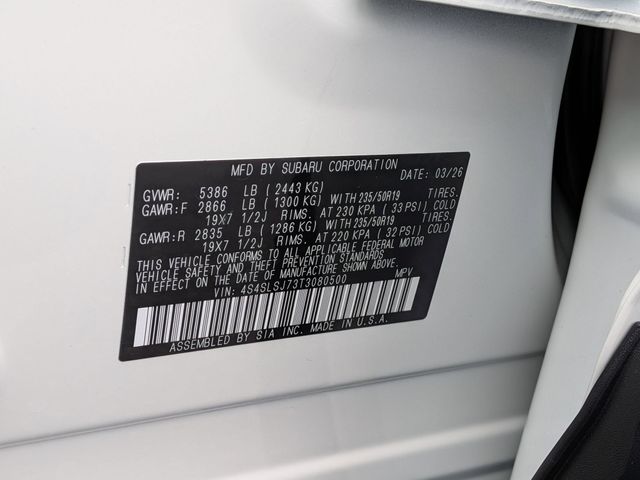 MFD BY SUBARU CORPORATION DATE: 03/26
GVWR: 5386 LB (2443 KG)
GAWR:F 2866 LB (1300 KG) WITH 235/50R19 TIRES.
19X7 1/2J RIMS. AT 230 KPA (33 PSI) COLD
GAWR:R 2835 LB (1286 KG) WITH 235/50R19 TIRES.
19X7 1/2J RIMS. AT 220 KPA (32 PSI) COLD
THIS VEHICLE CONFORMS TO ALL APPLICABLE FEDERAL MOTOR
VEHICLE SAFETY AND THEFT PREVENTION STANDARDS
IN EFFECT ON THE DATE OF MANUFACTURE SHOWN ABOVE.
VIN: 4S4SLSJ73T3080500 MPV
ASSEMBLED BY SIA INC. MADE IN U.S.A.